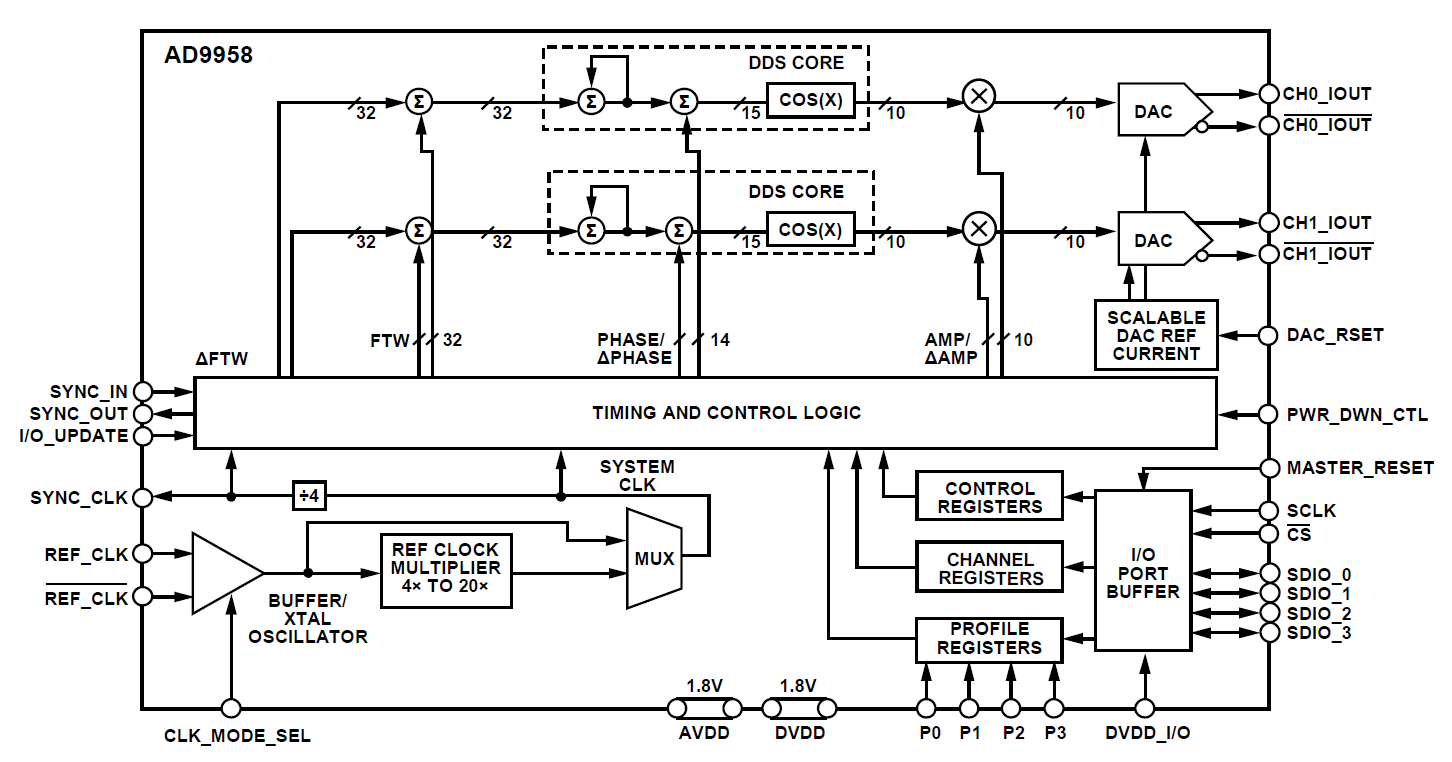 AD9958
DDS CORE
Σ
Σ
Σ
COS(X)
32
32
15
10
10
DAC
CH0_IOUT
CH0_IOUT
DDS CORE
Σ
Σ
Σ
COS(X)
32
32
15
10
10
DAC
CH1_IOUT
CH1_IOUT
SCALABLE
DAC REF
CURRENT
DAC_RSET
FTW
32
PHASE/
ΔPHASE
14
AMP/
ΔAMP
10
ΔFTW
TIMING AND CONTROL LOGIC
SYNC_IN
SYNC_OUT
I/O_UPDATE
PWR_DWN_CTL
SYNC_CLK
÷4
SYSTEM
CLK
REF_CLK
REF_CLK
BUFFER/
XTAL
OSCILLATOR
REF CLOCK
MULTIPLIER
4× TO 20×
MUX
CONTROL
REGISTERS
CHANNEL
REGISTERS
PROFILE
REGISTERS
I/O
PORT
BUFFER
MASTER_RESET
SCLK
CS
SDIO_0
SDIO_1
SDIO_2
SDIO_3
1.8V
1.8V
CLK_MODE_SEL
AVDD
DVDD
P0
P1
P2
P3
DVDD_I/O